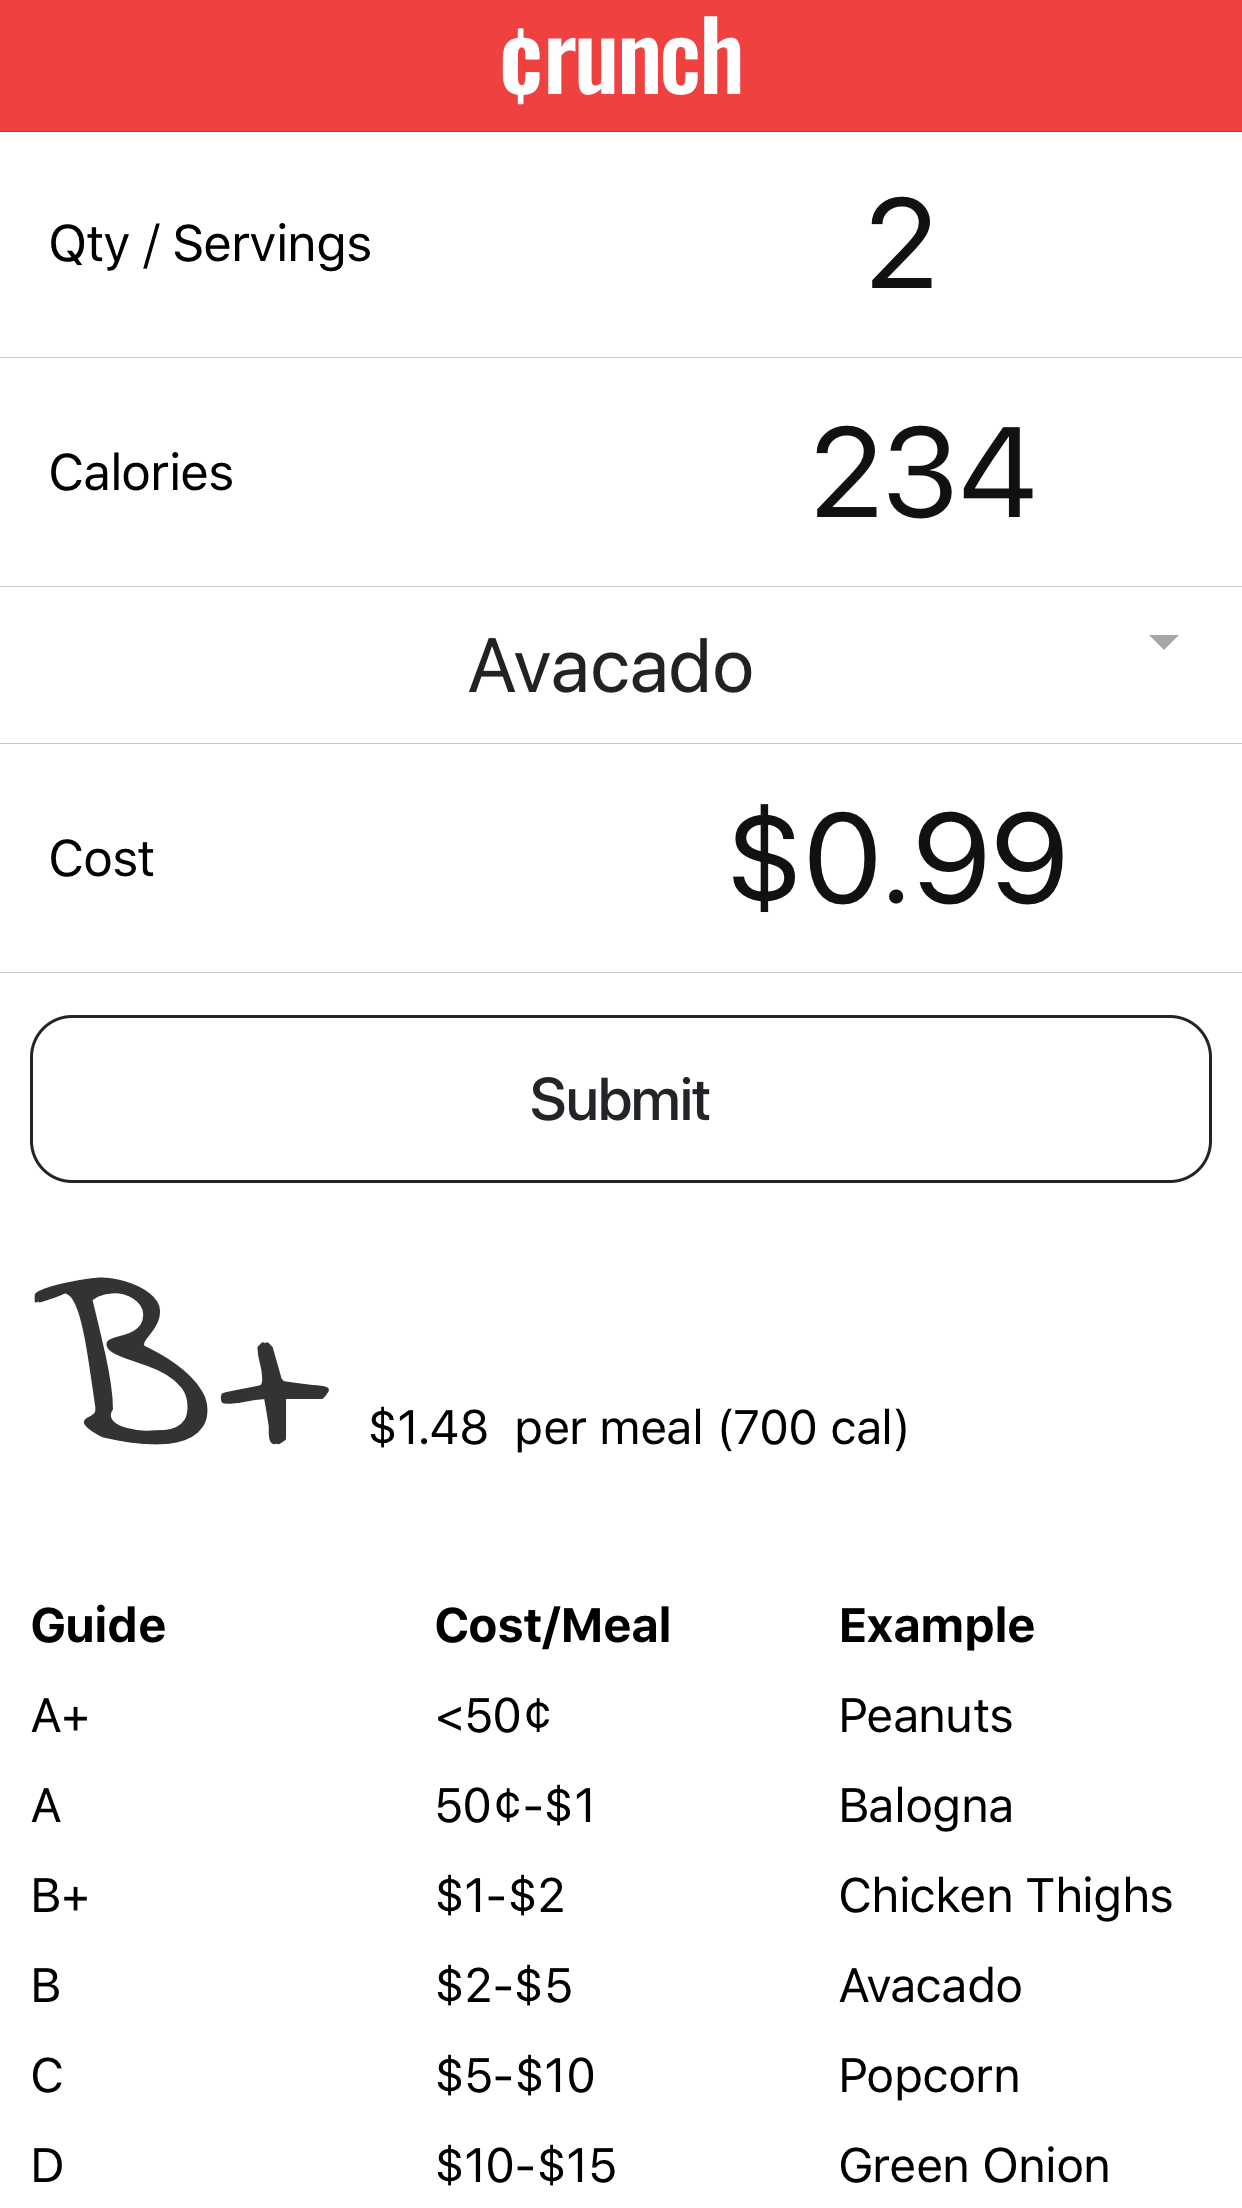 ¢runch
Qty / Servings 2
Calories 234
Avacado
Cost $0.99
Submit
B+ $1.48 per meal (700 cal)
Guide Cost/Meal Example
A+ <50¢ Peanuts
A 50¢-$1 Balogna
B+ $1-$2 Chicken Thighs
B $2-$5 Avacado
C $5-$10 Popcorn
D $10-$15 Green Onion